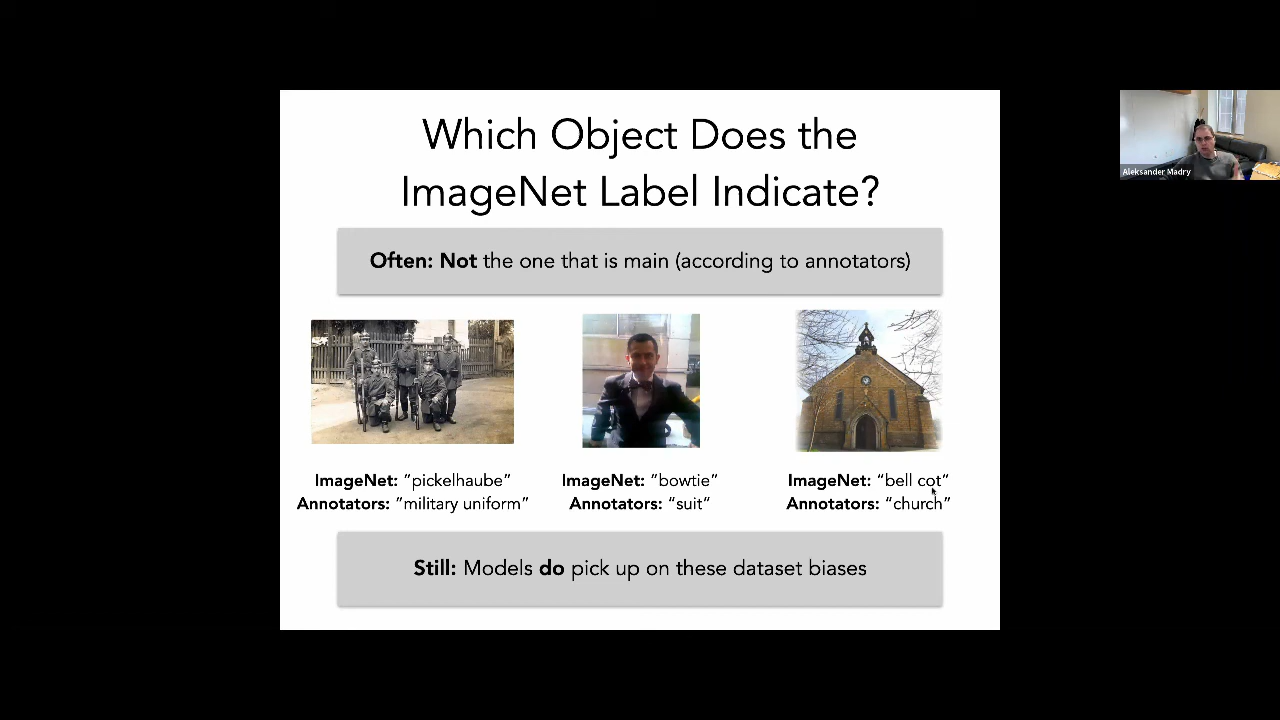 Which Object Does the
ImageNet Label Indicate?
Aleksander Madry
Often: Not the one that is main (according to annotators)
ImageNet: “pickelhaube”
Annotators: “military uniform”
ImageNet: “bowtie”
Annotators: “suit”
ImageNet: “bell cot”
Annotators: “church”
Still: Models do pick up on these dataset biases